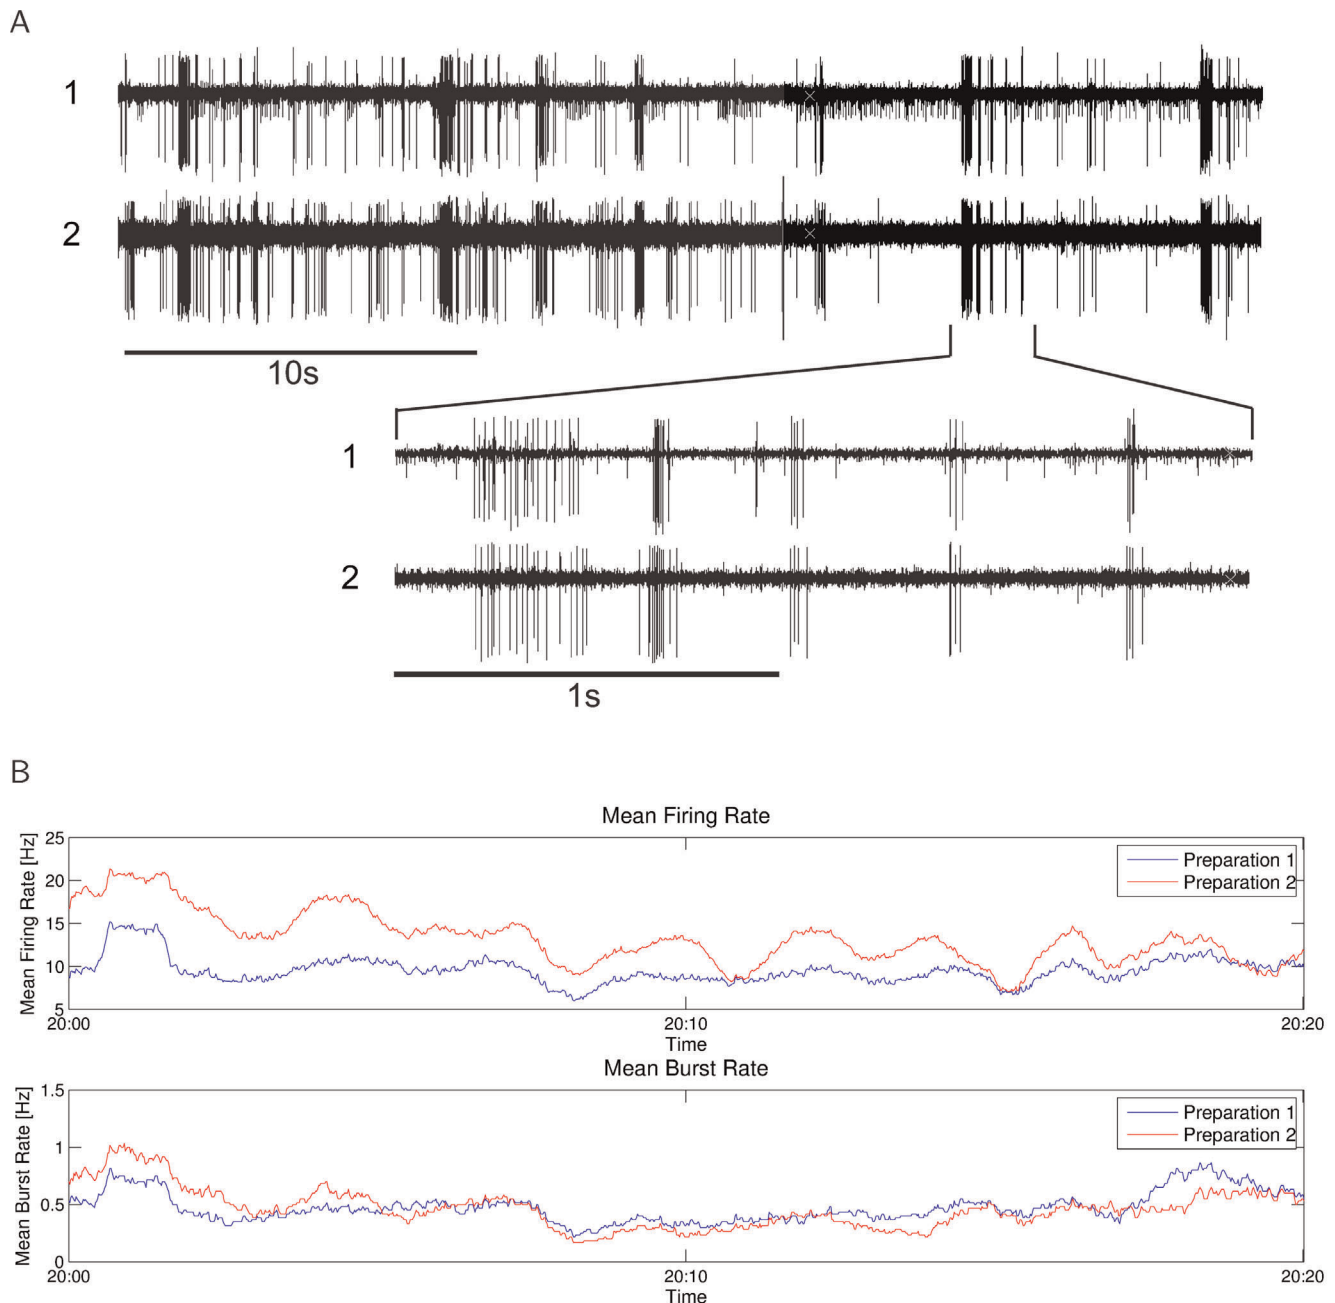 A
1
2
10s
1
2
1s
B
Mean Firing Rate
Mean Firing Rate [Hz]
25
20
15
10
5
Preparation 1
Preparation 2
20:00
20:10
20:20
Time
Mean Burst Rate
Mean Burst Rate [Hz]
1.5
1
0.5
0
Preparation 1
Preparation 2
20:00
20:10
20:20
Time